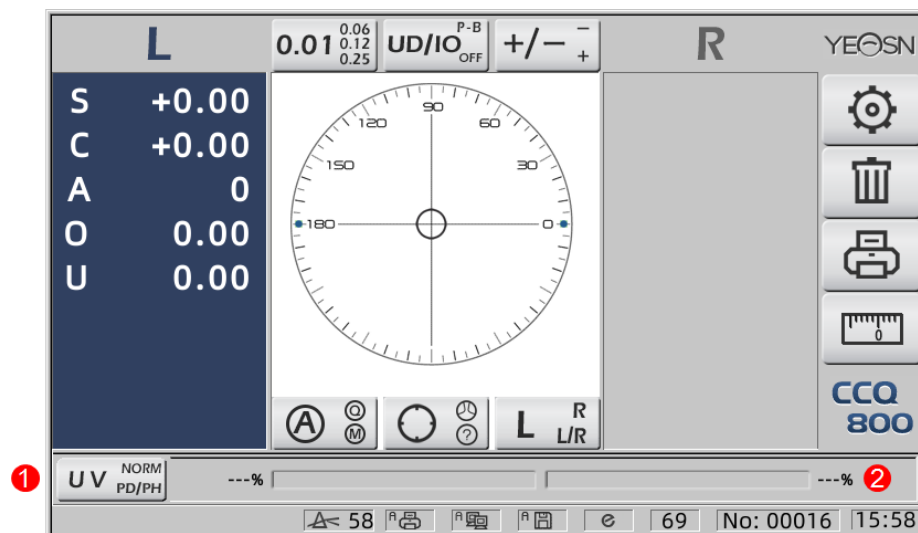 L
0.01 0.06
0.12
0.25
UD/IO P-B
OFF
+/− −
+
R
YEOSN
S +0.00
C +0.00
A 0
O 0.00
U 0.00
90
120 60
150 30
180 0
0
CCQ
800
A Q
M
?
L R
L/R
1
UV NORM
PD/PH
---% ---%
2
58 A A A e 69 No: 00016 15:58